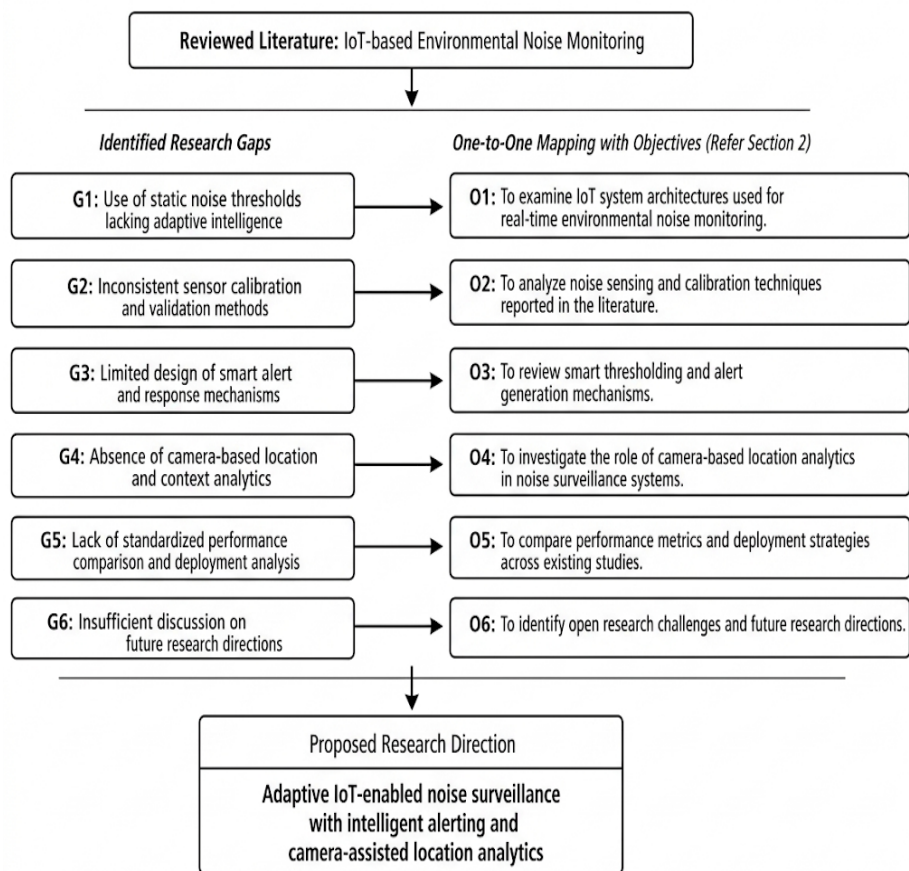 Reviewed Literature: IoT-based Environmental Noise Monitoring
Identified Research Gaps
One-to-One Mapping with Objectives (Refer Section 2)
G1: Use of static noise thresholds
lacking adaptive intelligence
O1: To examine IoT system architectures used for
real-time environmental noise monitoring.
G2: Inconsistent sensor calibration
and validation methods
O2: To analyze noise sensing and calibration techniques
reported in the literature.
G3: Limited design of smart alert
and response mechanisms
O3: To review smart thresholding and alert
generation mechanisms.
G4: Absence of camera-based location
and context analytics
O4: To investigate the role of camera-based location analytics
in noise surveillance systems.
G5: Lack of standardized performance
comparison and deployment analysis
O5: To compare performance metrics and deployment strategies
across existing studies.
G6: Insufficient discussion on
future research directions
O6: To identify open research challenges and future research directions.
Proposed Research Direction
Adaptive IoT-enabled noise surveillance
with intelligent alerting and
camera-assisted location analytics